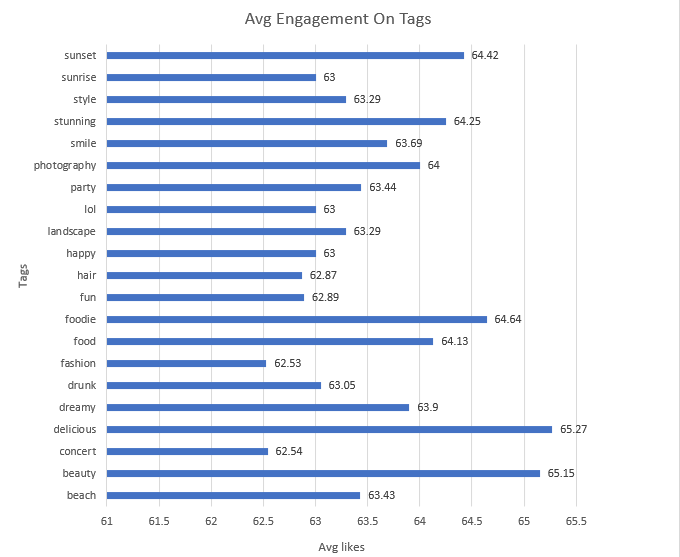 Avg Engagement On Tags
sunset 64.42
sunrise 63
style 63.29
stunning 64.25
smile 63.69
photography 64
party 63.44
lol 63
landscape 63.29
happy 63
hair 62.87
fun 62.89
foodie 64.64
food 64.13
fashion 62.53
drunk 63.05
dreamy 63.9
delicious 65.27
concert 62.54
beauty 65.15
beach 63.43
Tags
61 61.5 62 62.5 63 63.5 64 64.5 65 65.5
Avg likes